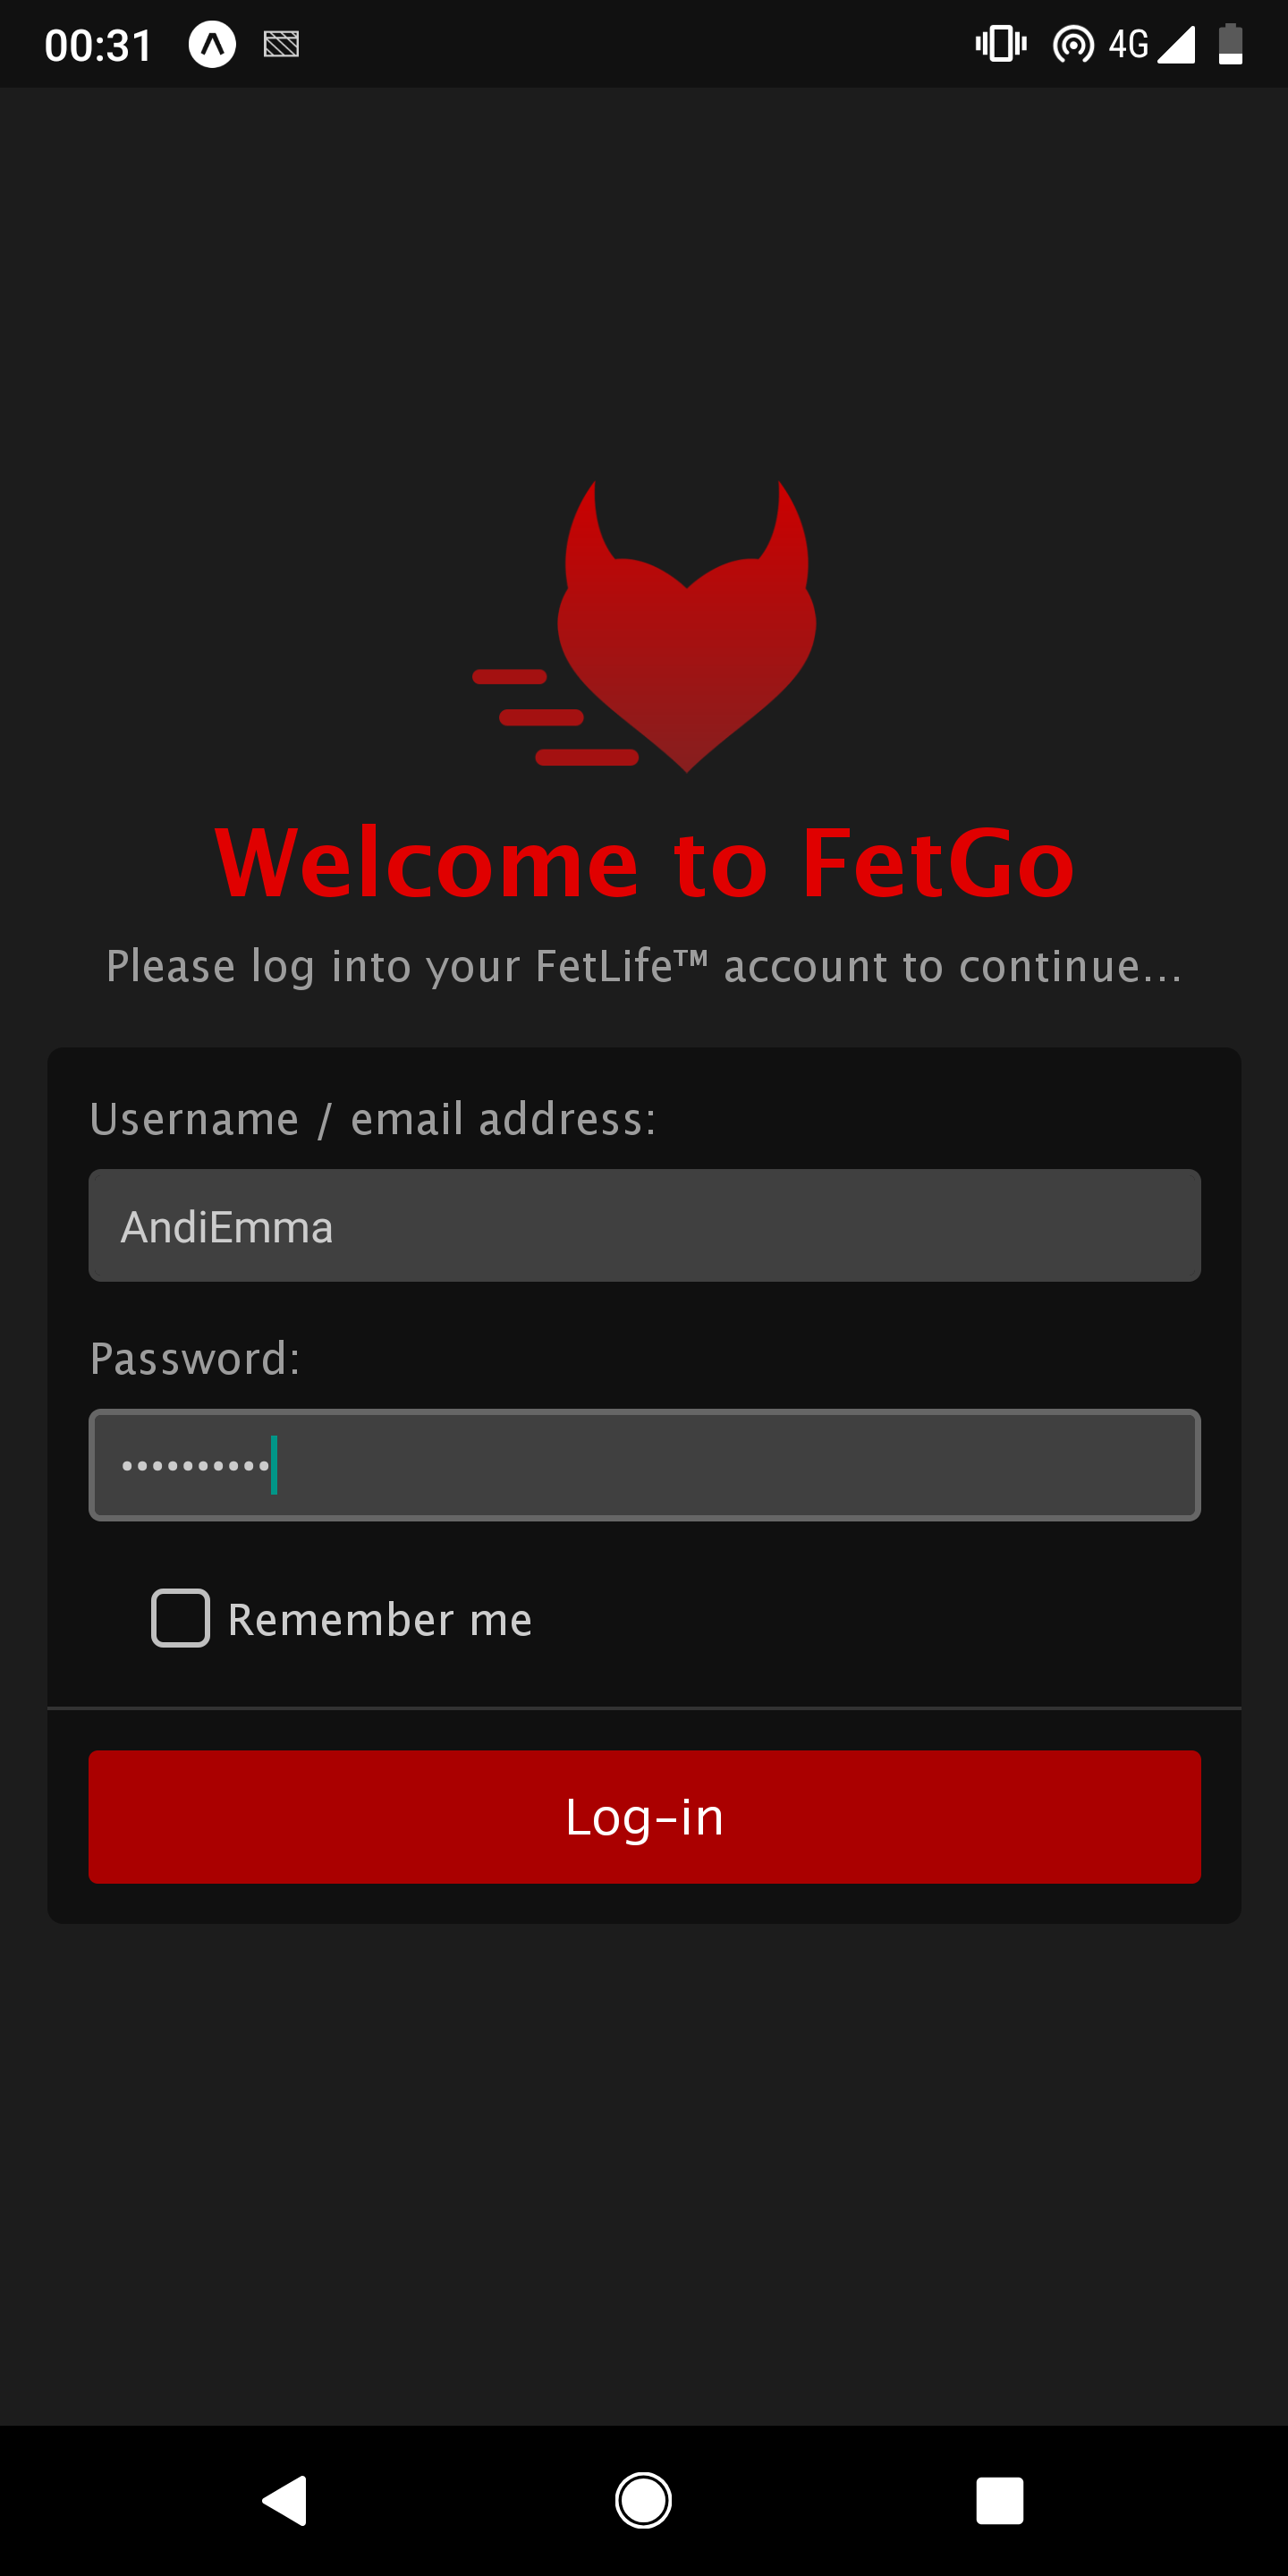 00:31
4G
Welcome to FetGo
Please log into your FetLife™ account to continue...
Username / email address:
AndiEmma
Password:
••••••••••
Remember me
Log-in